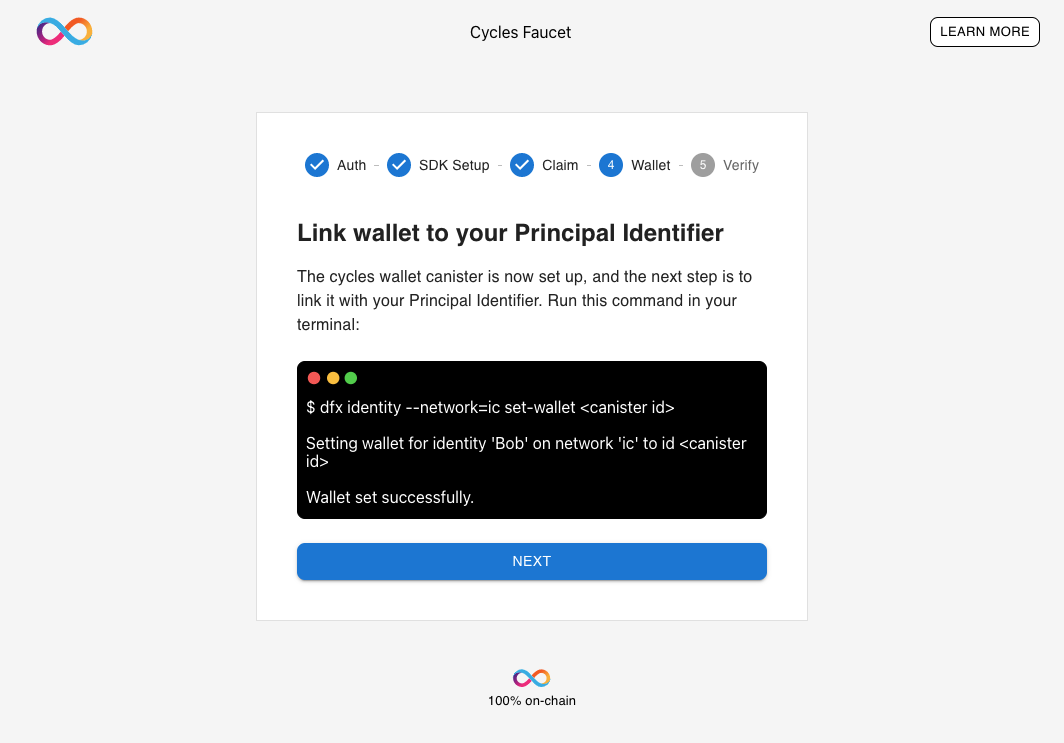 Cycles Faucet
LEARN MORE
Auth - SDK Setup - Claim - 4 Wallet - 5 Verify
Link wallet to your Principal Identifier
The cycles wallet canister is now set up, and the next step is to
link it with your Principal Identifier. Run this command in your
terminal:
$ dfx identity --network=ic set-wallet <canister id>
Setting wallet for identity 'Bob' on network 'ic' to id <canister
id>
Wallet set successfully.
NEXT
100% on-chain